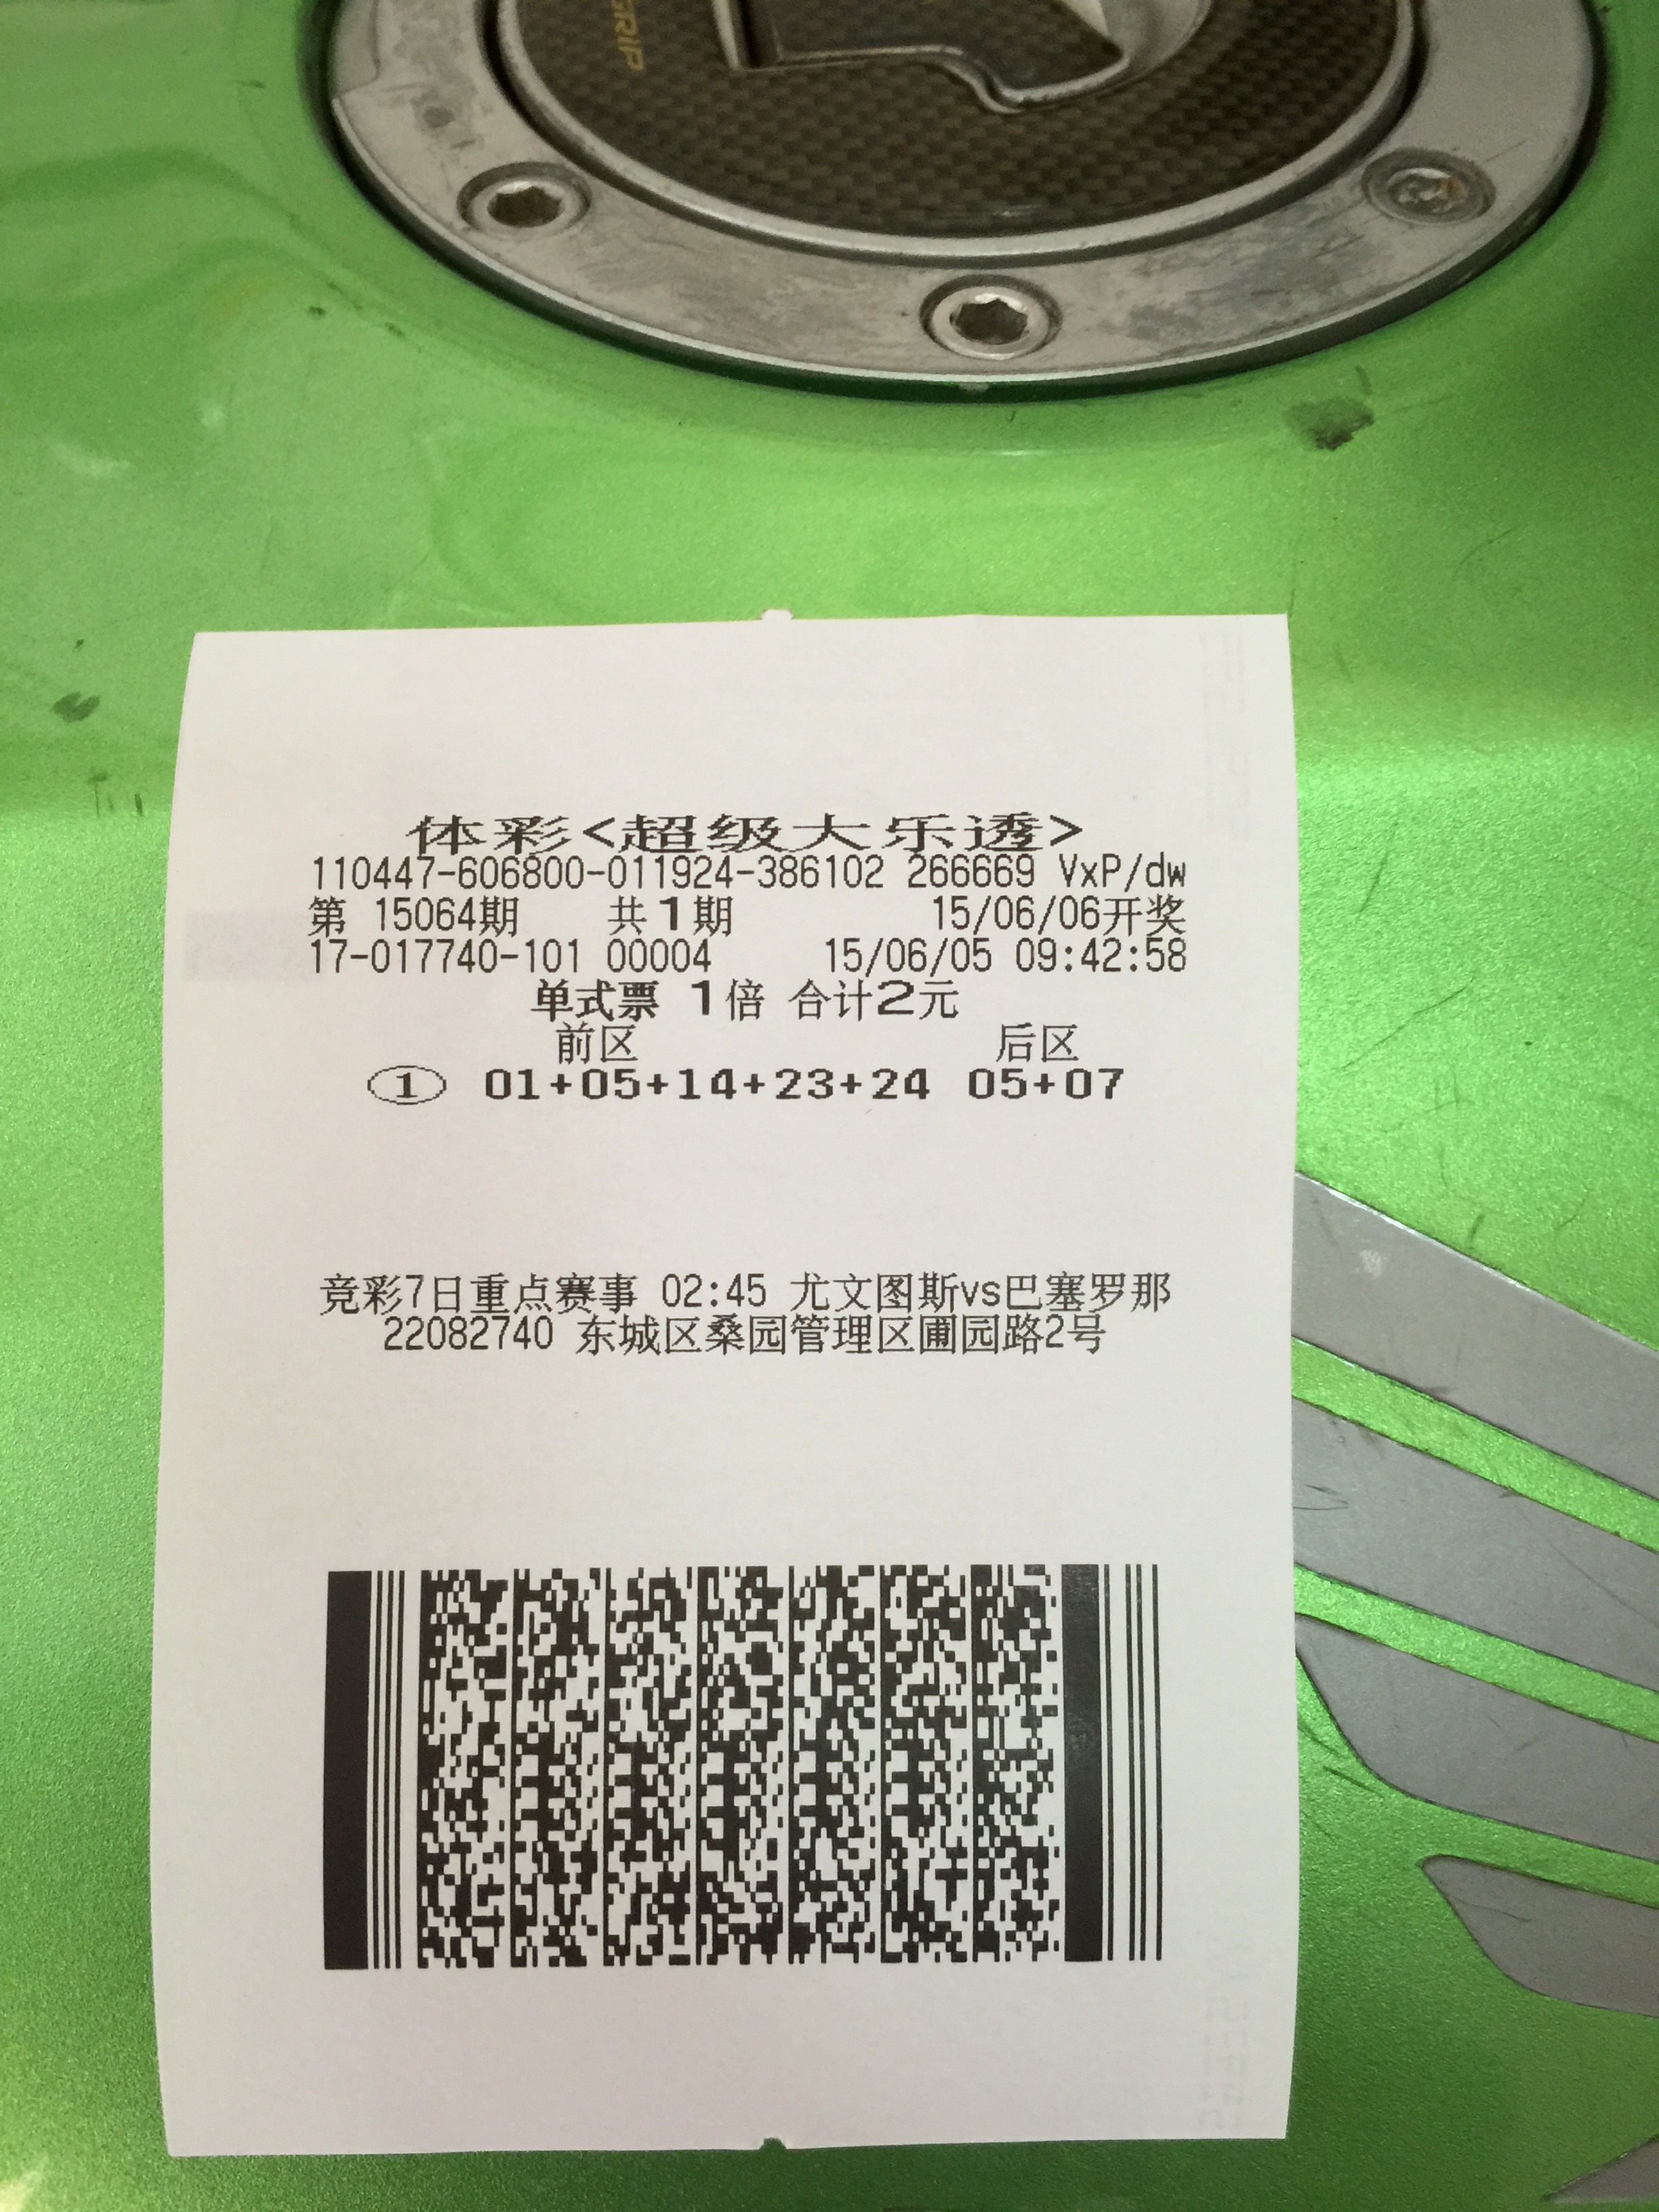 GRIP
体彩<超级大乐透>
110447-606800-011924-386102 266669 VxP/dw
第 15064期 共1期 15/06/06开奖
17-017740-101 00004 15/06/05 09:42:58
单式票 1倍 合计2元
前区 后区
① 01+05+14+23+24 05+07
竞彩7日重点赛事 02:45 尤文图斯vs巴塞罗那
22082740 东城区桑园管理区圃园路2号